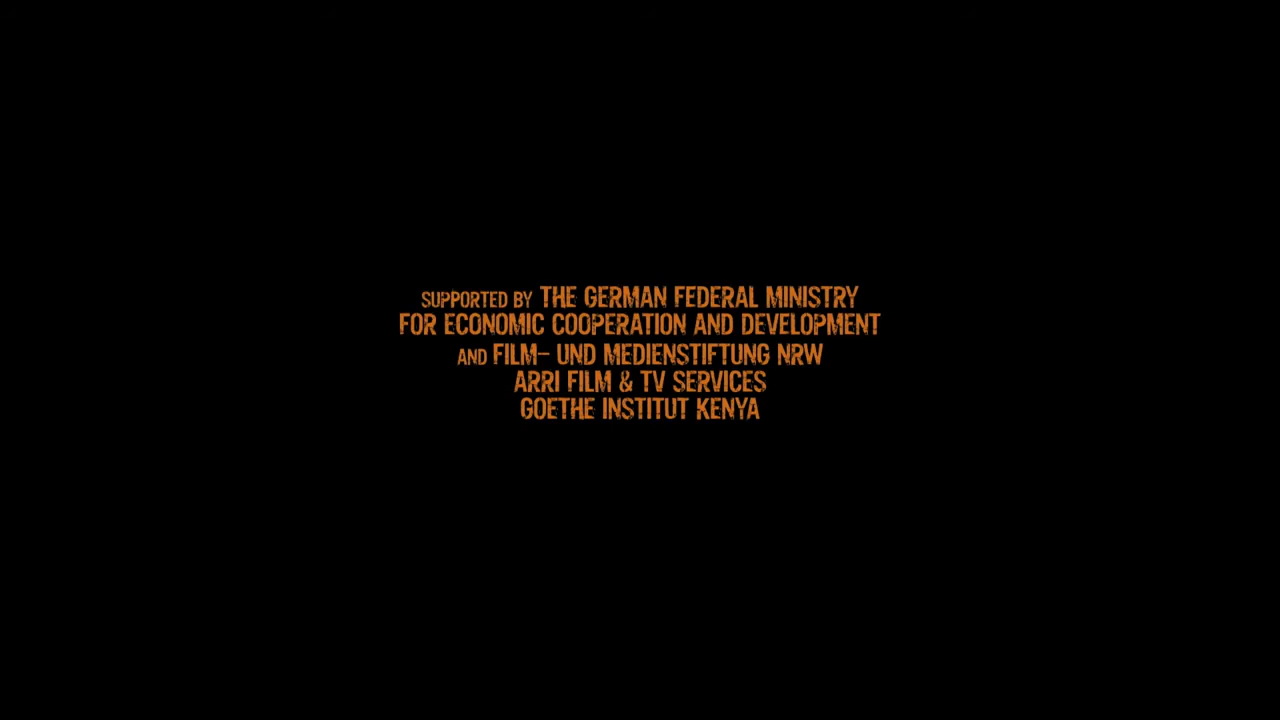 SUPPORTED BY THE GERMAN FEDERAL MINISTRY
FOR ECONOMIC COOPERATION AND DEVELOPMENT
AND FILM- UND MEDIENSTIFTUNG NRW
ARRI FILM & TV SERVICES
GOETHE INSTITUT KENYA